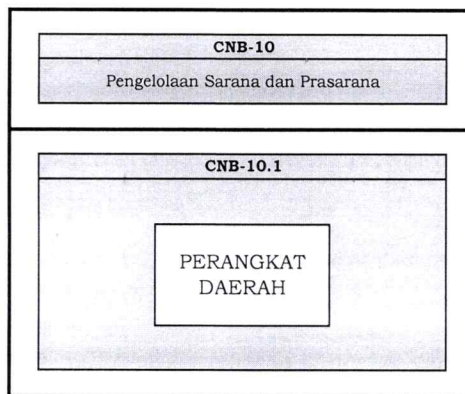 CNB-10
Pengelolaan Sarana dan Prasarana
CNB-10.1
PERANGKAT
DAERAH